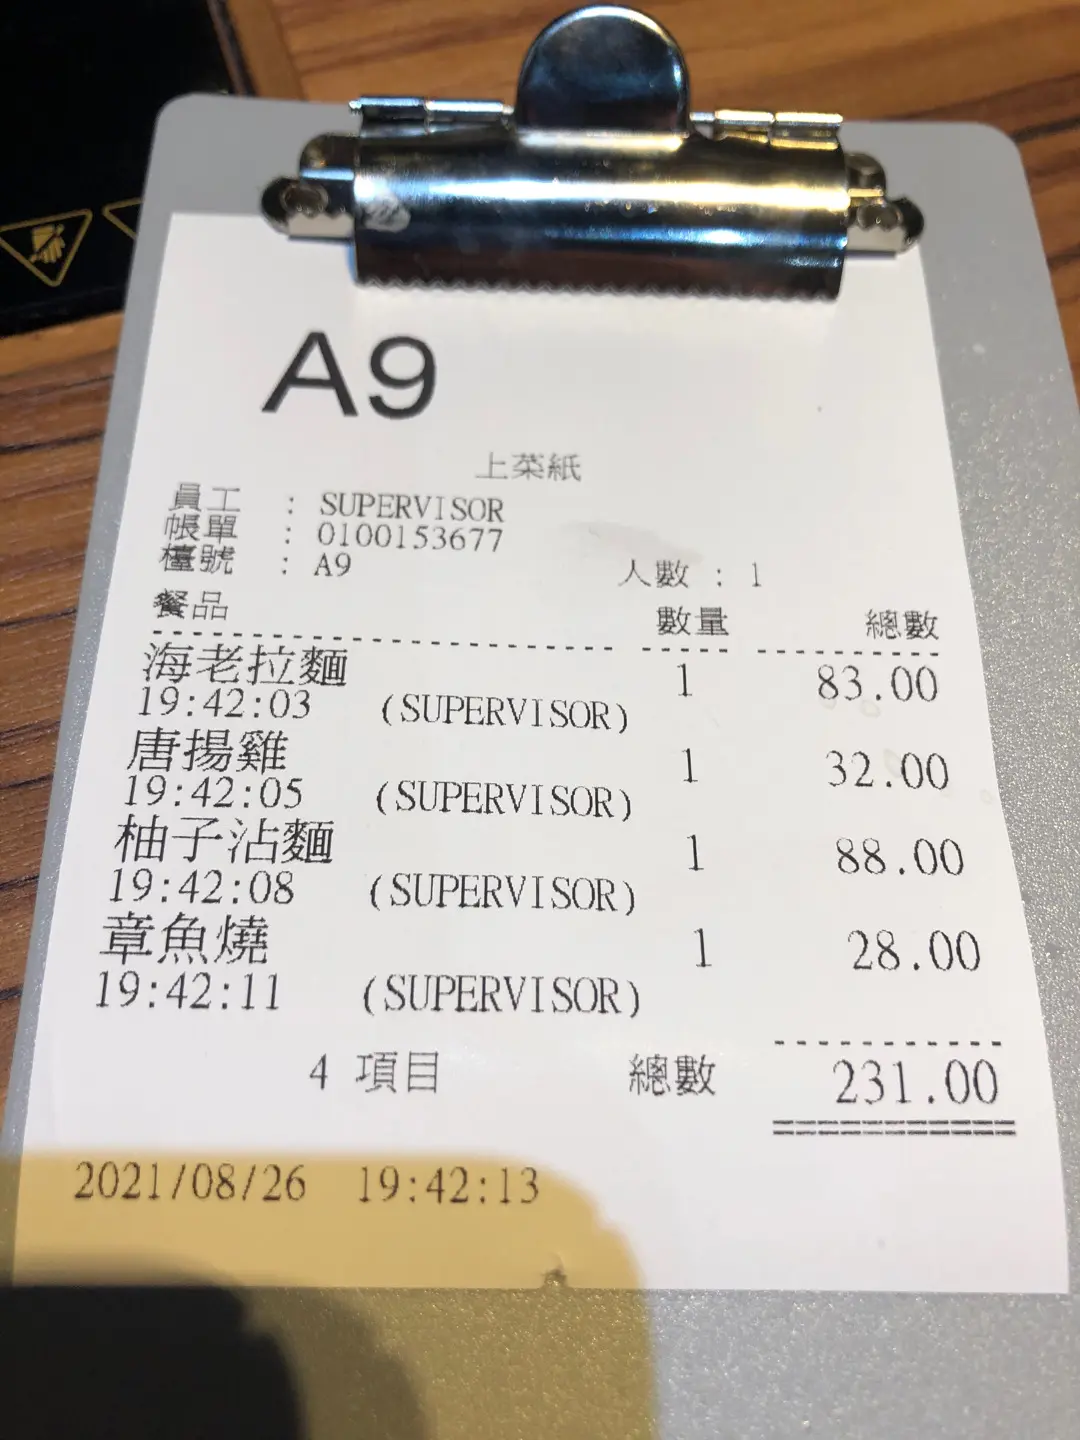 A9
上菜紙
員工 : SUPERVISOR
帳單 : 0100153677
檯號 : A9 人數 : 1
餐品 數量 總數
海老拉麵 1 83.00
19:42:03 (SUPERVISOR)
唐揚雞 1 32.00
19:42:05 (SUPERVISOR)
柚子沾麵 1 88.00
19:42:08 (SUPERVISOR)
章魚燒 1 28.00
19:42:11 (SUPERVISOR)
4 項目 總數 231.00
2021/08/26 19:42:13